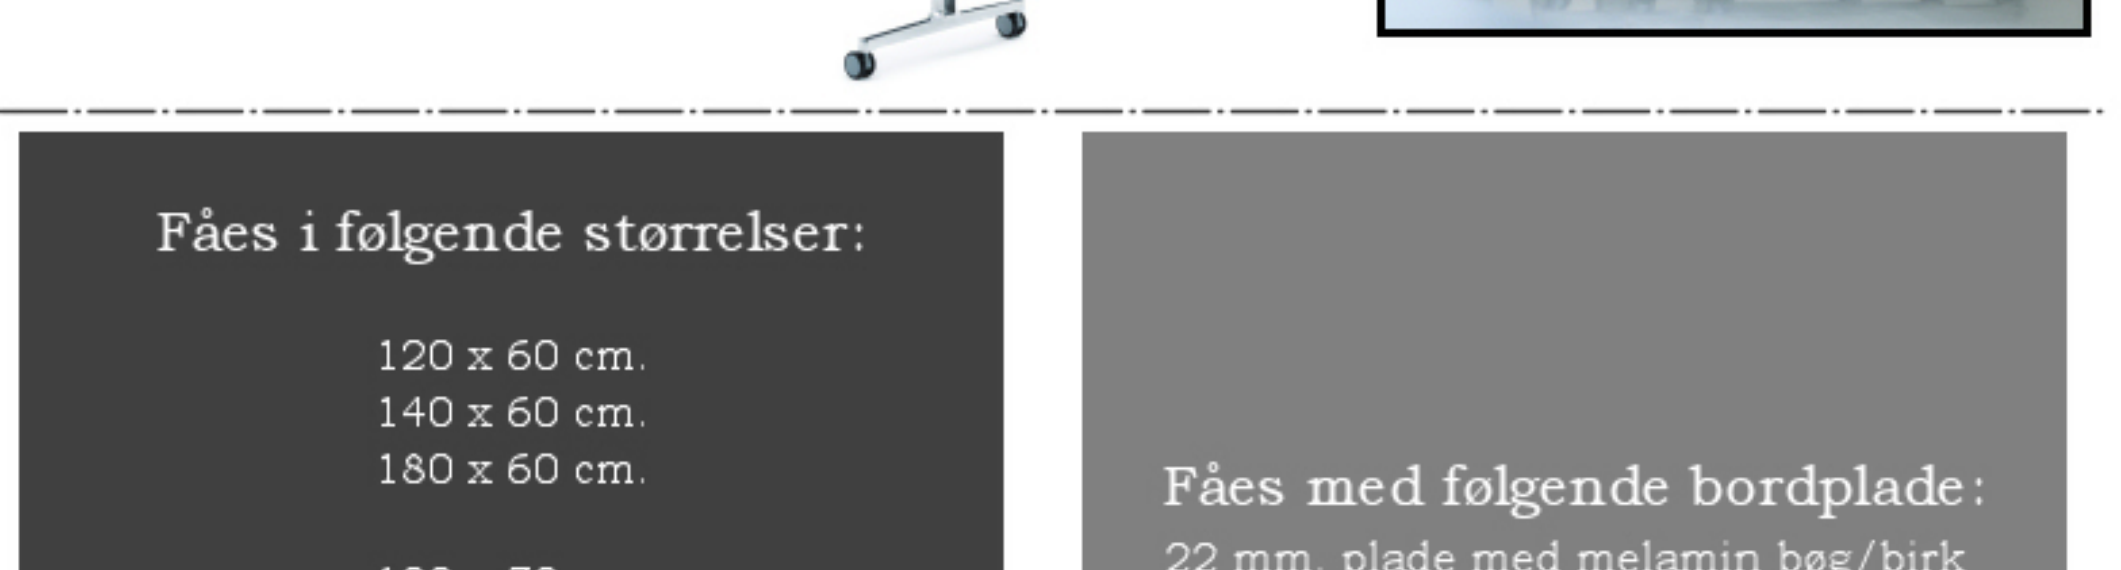 Fåes i følgende størrelser:
120 x 60 cm.
140 x 60 cm.
180 x 60 cm.
Fåes med følgende bordplade:
22 mm. plade med melamin bøg/birk